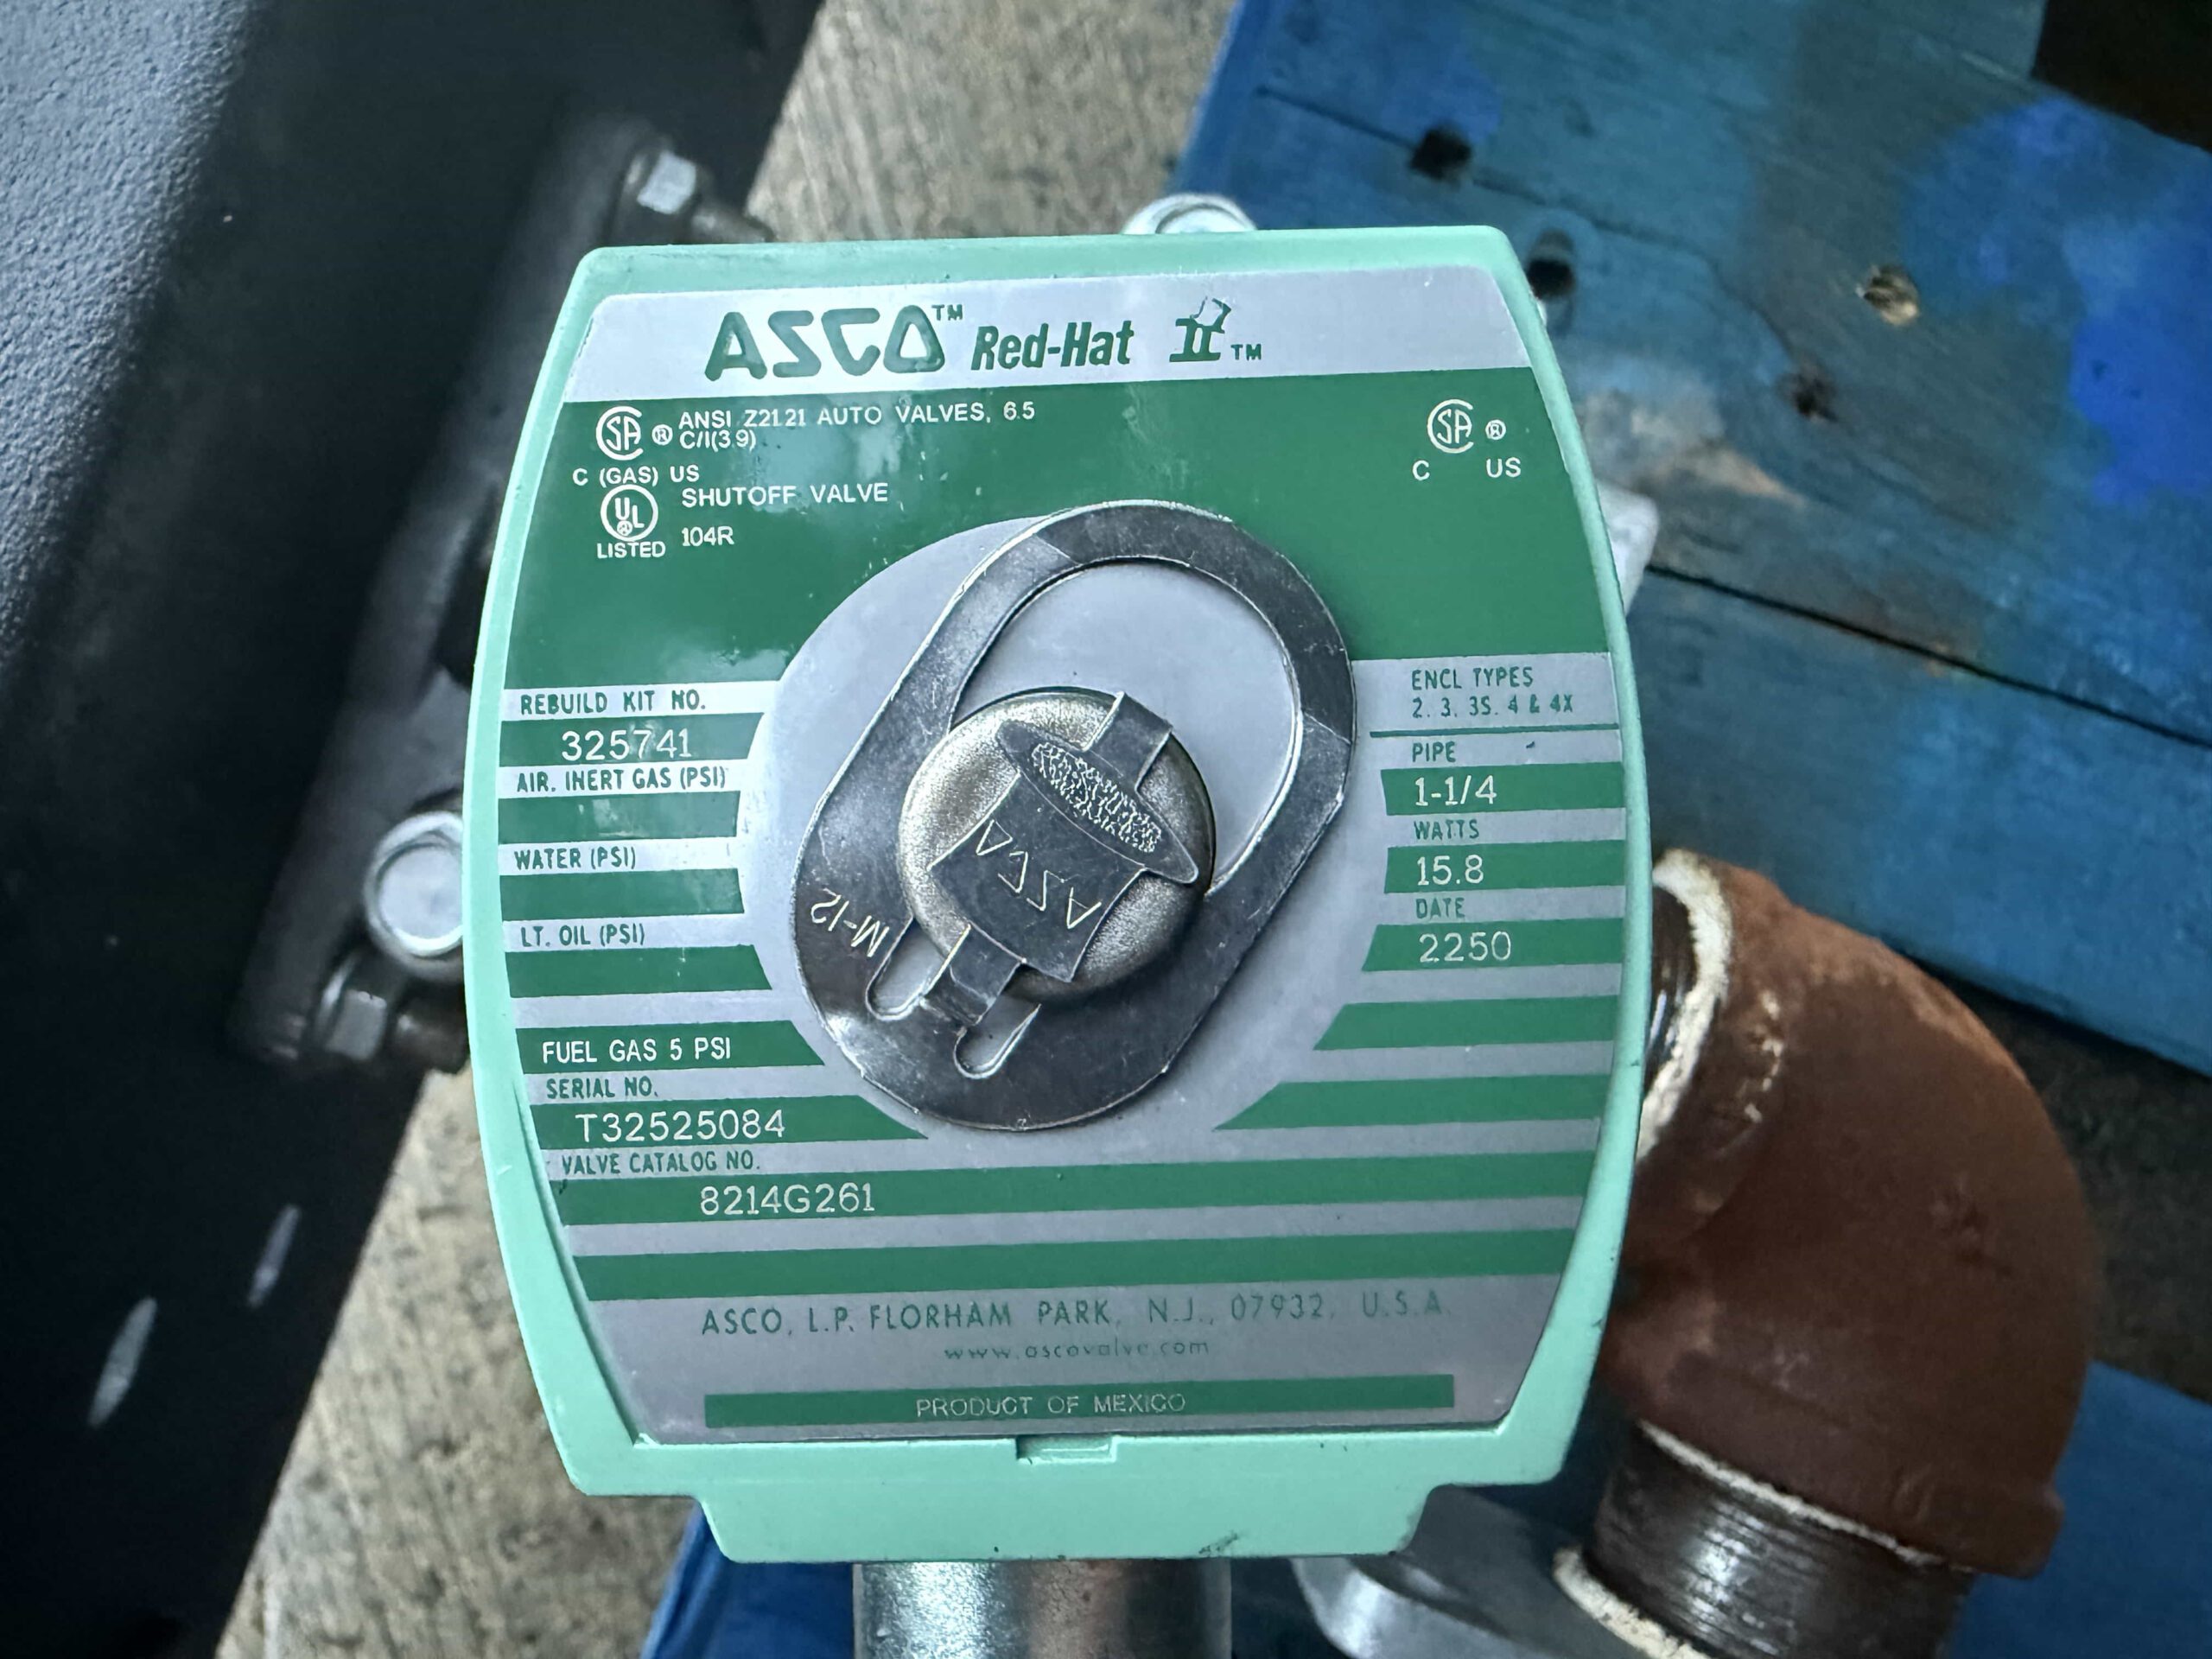 ASCO™ Red-Hat II™
ANSI Z21.21 AUTO VALVES, 6.5
C/I(3.9)
SA ®
C (GAS) US
SA ®
C US
SHUTOFF VALVE
UL ®
LISTED 104R
REBUILD KIT NO.
325741
AIR. INERT GAS (PSI)
WATER (PSI)
LT. OIL (PSI)
FUEL GAS 5 PSI
SERIAL NO.
T32525084
VALVE CATALOG NO.
8214G261
ENCL TYPES
2. 3. 3S. 4 & 4X
PIPE
1-1/4
WATTS
15.8
DATE
2250
ASCO
M-12
ASCO, L.P. FLORHAM PARK, N.J., 07932, U.S.A.
www.ascovalve.com
PRODUCT OF MEXICO